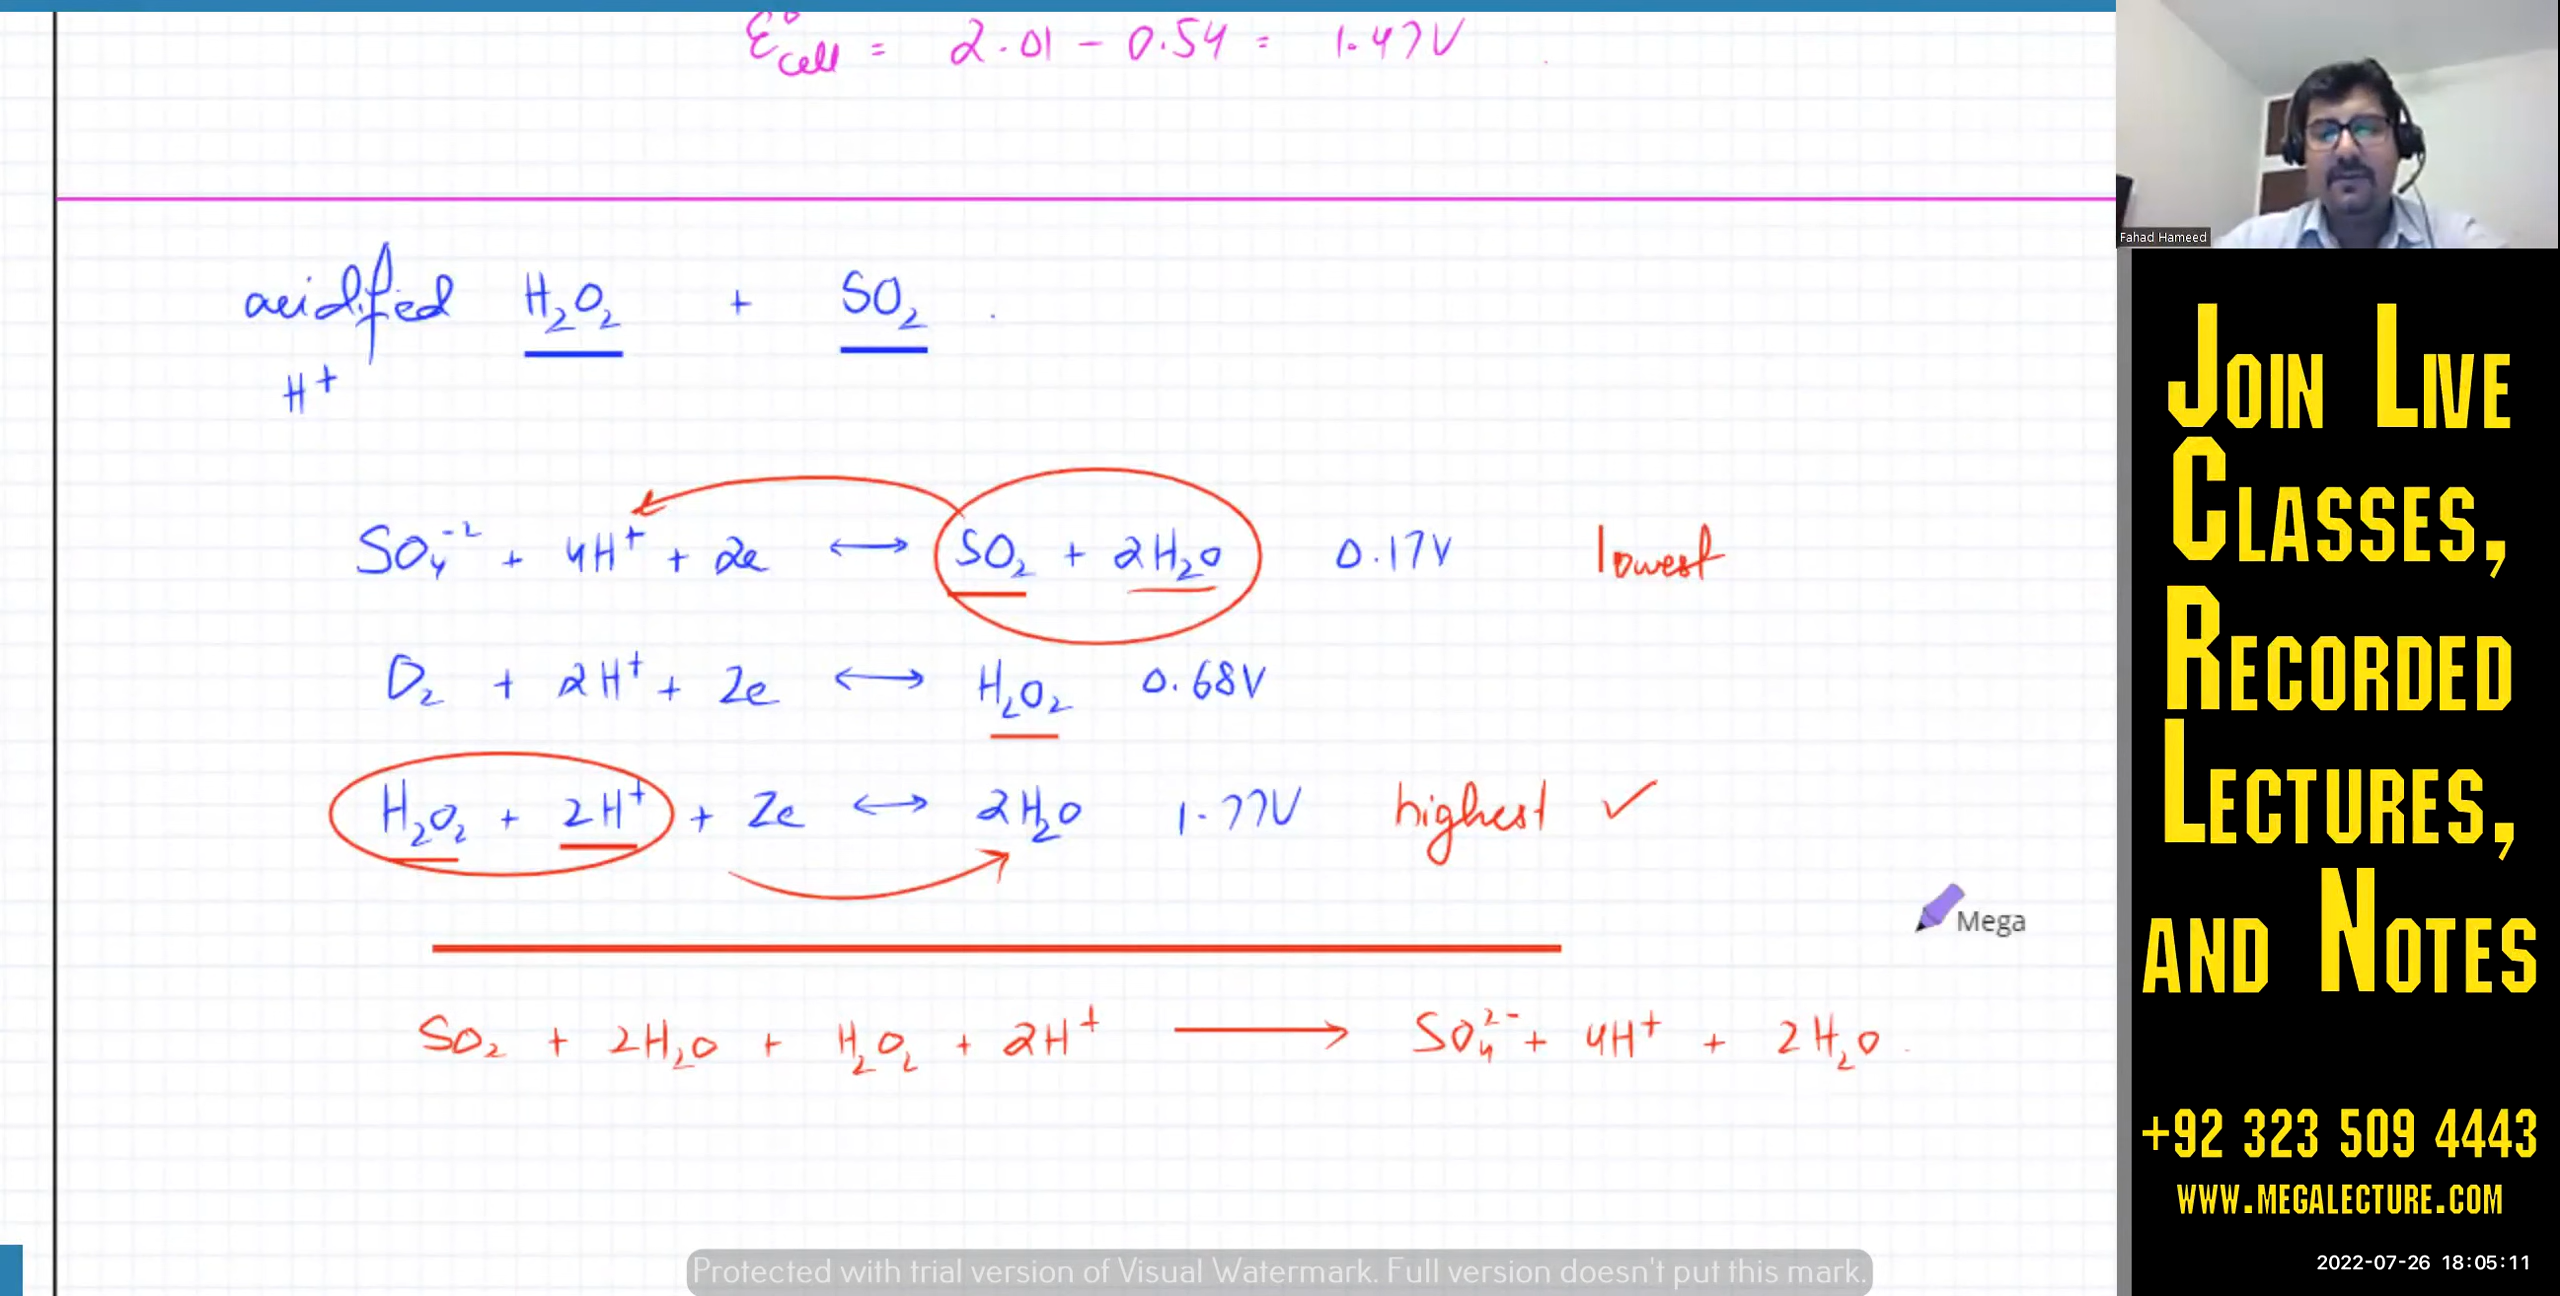 E°cell = 2.01 - 0.54 = 1.47V
acidified H2O2 + SO2
H+
SO4-2 + 4H+ + 2e ↔ SO2 + 2H2O 0.17V lowest
O2 + 2H+ + 2e ↔ H2O2 0.68V
H2O2 + 2H+ + 2e ↔ 2H2O 1.77V highest ✓
Mega
SO2 + 2H2O + H2O2 + 2H+ → SO4 2- + 4H+ + 2H2O
Protected with trial version of Visual Watermark. Full version doesn't put this mark.
Fahad Hameed
JOIN LIVE
CLASSES,
RECORDED
LECTURES,
AND NOTES
+92 323 509 4443
WWW.MEGALECTURE.COM
2022-07-26 18:05:11